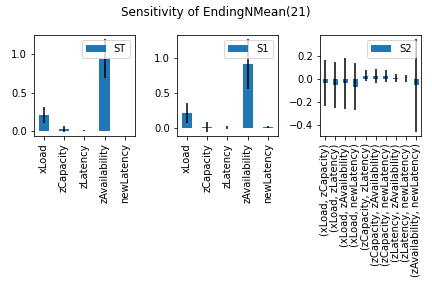 Sensitivity of EndingNMean(21)
ST
1.0
0.5
0.0
xLoad
zCapacity
zLatency
zAvailability
newLatency
S1
1.0
0.5
0.0
xLoad
zCapacity
zLatency
zAvailability
newLatency
S2
0.2
0.0
−0.2
−0.4
(xLoad, zCapacity)
(xLoad, zLatency)
(xLoad, zAvailability)
(xLoad, newLatency)
(zCapacity, zLatency)
(zCapacity, zAvailability)
(zCapacity, newLatency)
(zLatency, zAvailability)
(zLatency, newLatency)
(zAvailability, newLatency)